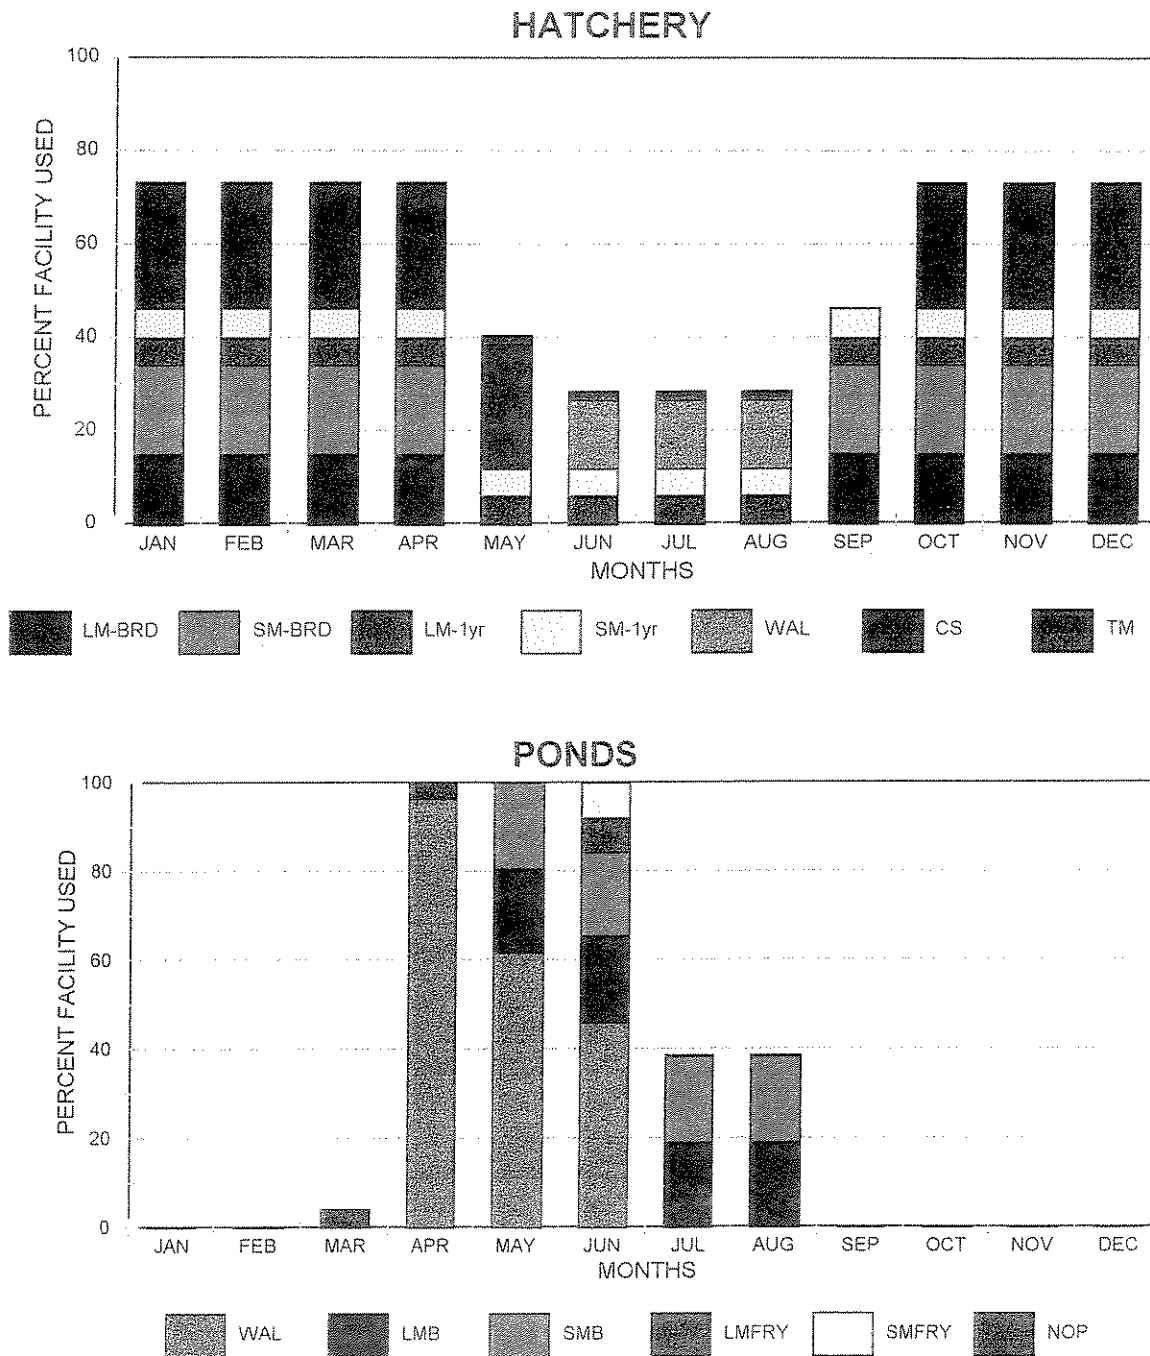 HATCHERY
PERCENT FACILITY USED
100
80
60
40
20
0
JAN FEB MAR APR MAY JUN JUL AUG SEP OCT NOV DEC
MONTHS
LM-BRD SM-BRD LM-1yr SM-1yr WAL CS TM
PONDS
PERCENT FACILITY USED
100
80
60
40
20
0
JAN FEB MAR APR MAY JUN JUL AUG SEP OCT NOV DEC
MONTHS
WAL LMB SMB LMFRY SMFRY NOP